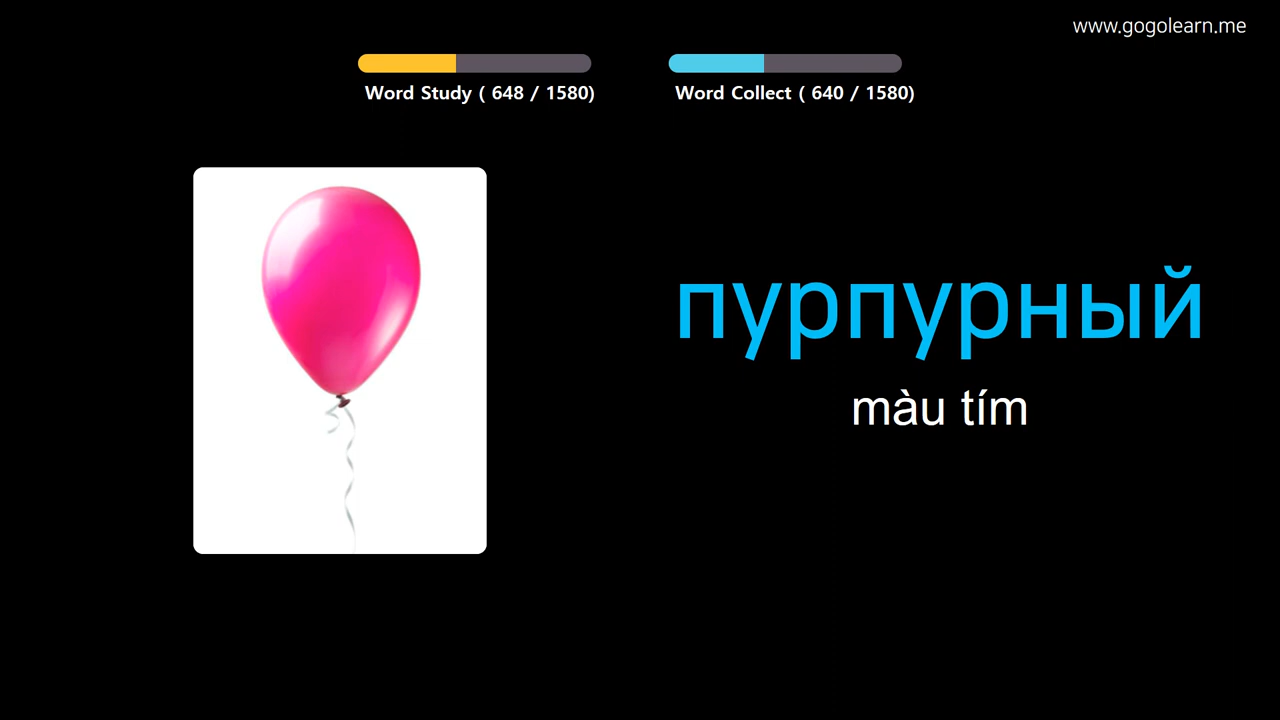 www.gogolearn.me
Word Study ( 648 / 1580)
Word Collect ( 640 / 1580)
пурпурный
màu tím